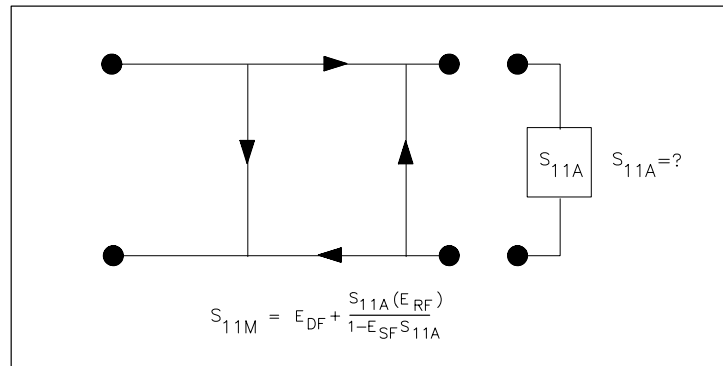 S11A S11A=?
S11M = EDF + S11A(ERF) / 1-ESF S11A